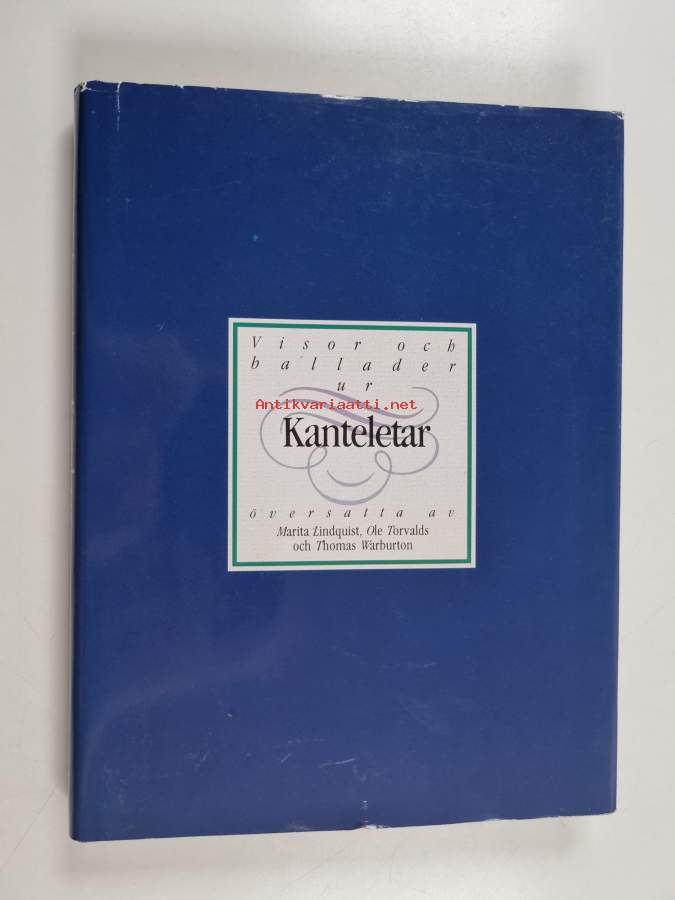 Visor och
ballader
ur
Antikvariaatti.net
Kanteletar
översatta av
Marita Lindquist, Ole Torvalds
och Thomas Warburton